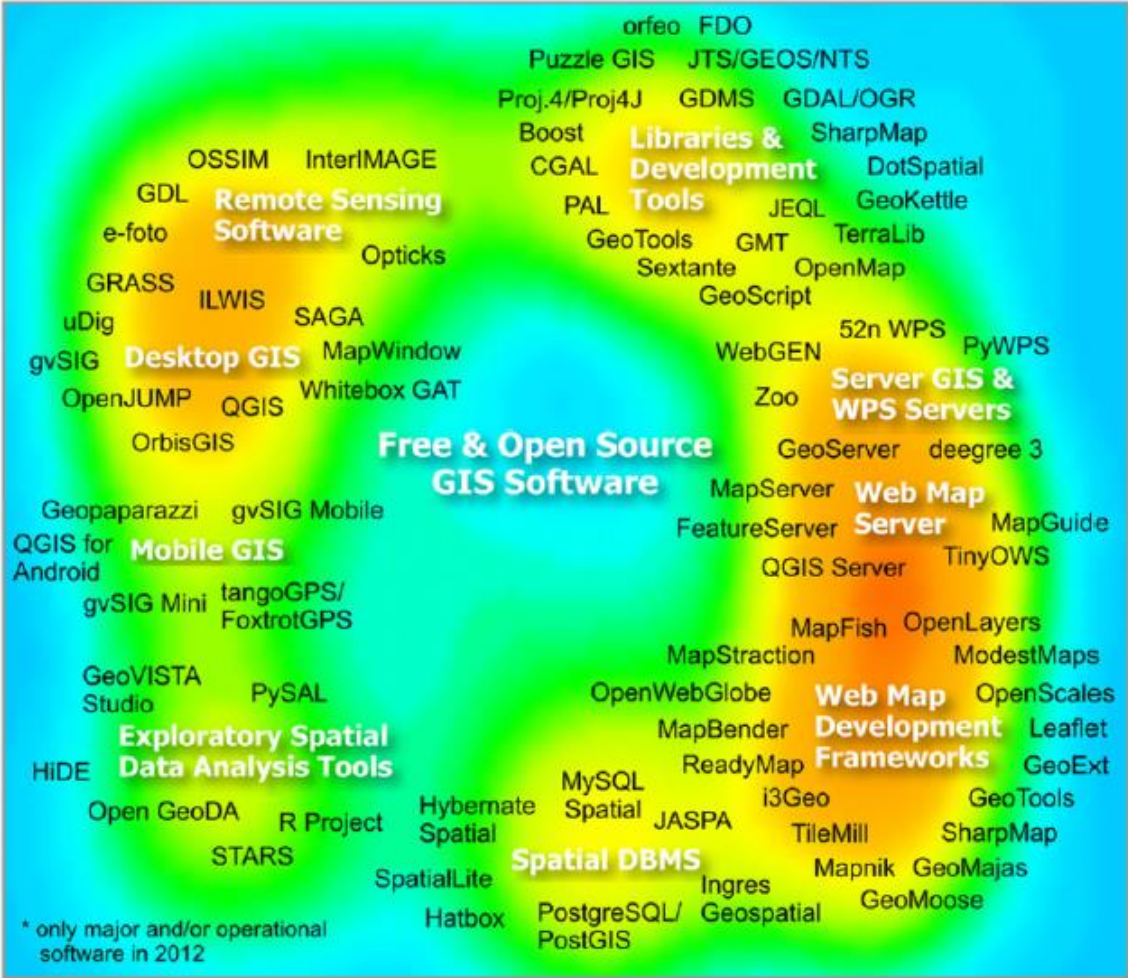 orfeo FDO
Puzzle GIS JTS/GEOS/NTS
Proj.4/Proj4J GDMS GDAL/OGR
Boost
Libraries &
Development
Tools
SharpMap
CGAL
DotSpatial
PAL
JEQL
GeoKettle
GeoTools
GMT
TerraLib
Sextante
OpenMap
GeoScript
OSSIM InterIMAGE
GDL
Remote Sensing
Software
e-foto
Opticks
GRASS
ILWIS
SAGA
uDig
gvSIG
Desktop GIS
MapWindow
OpenJUMP
QGIS
Whitebox GAT
OrbisGIS
52n WPS
WebGEN
PyWPS
Server GIS &
WPS Servers
Zoo
Free & Open Source
GIS Software
GeoServer deegree 3
MapServer
Web Map
Server
FeatureServer
MapGuide
QGIS Server
TinyOWS
Geopaparazzi gvSIG Mobile
QGIS for
Android
Mobile GIS
gvSIG Mini
tangoGPS/
FoxtrotGPS
MapFish OpenLayers
MapStraction
ModestMaps
OpenWebGlobe
Web Map
Development
Frameworks
OpenScales
MapBender
Leaflet
ReadyMap
GeoExt
i3Geo
GeoTools
TileMill
SharpMap
Mapnik GeoMajas
GeoMoose
GeoVISTA
Studio
PySAL
Exploratory Spatial
Data Analysis Tools
HiDE
Open GeoDA
R Project
STARS
Hybernate
Spatial
MySQL
Spatial
JASPA
Spatial DBMS
SpatialLite
Ingres
Geospatial
Hatbox
PostgreSQL/
PostGIS
* only major and/or operational
software in 2012